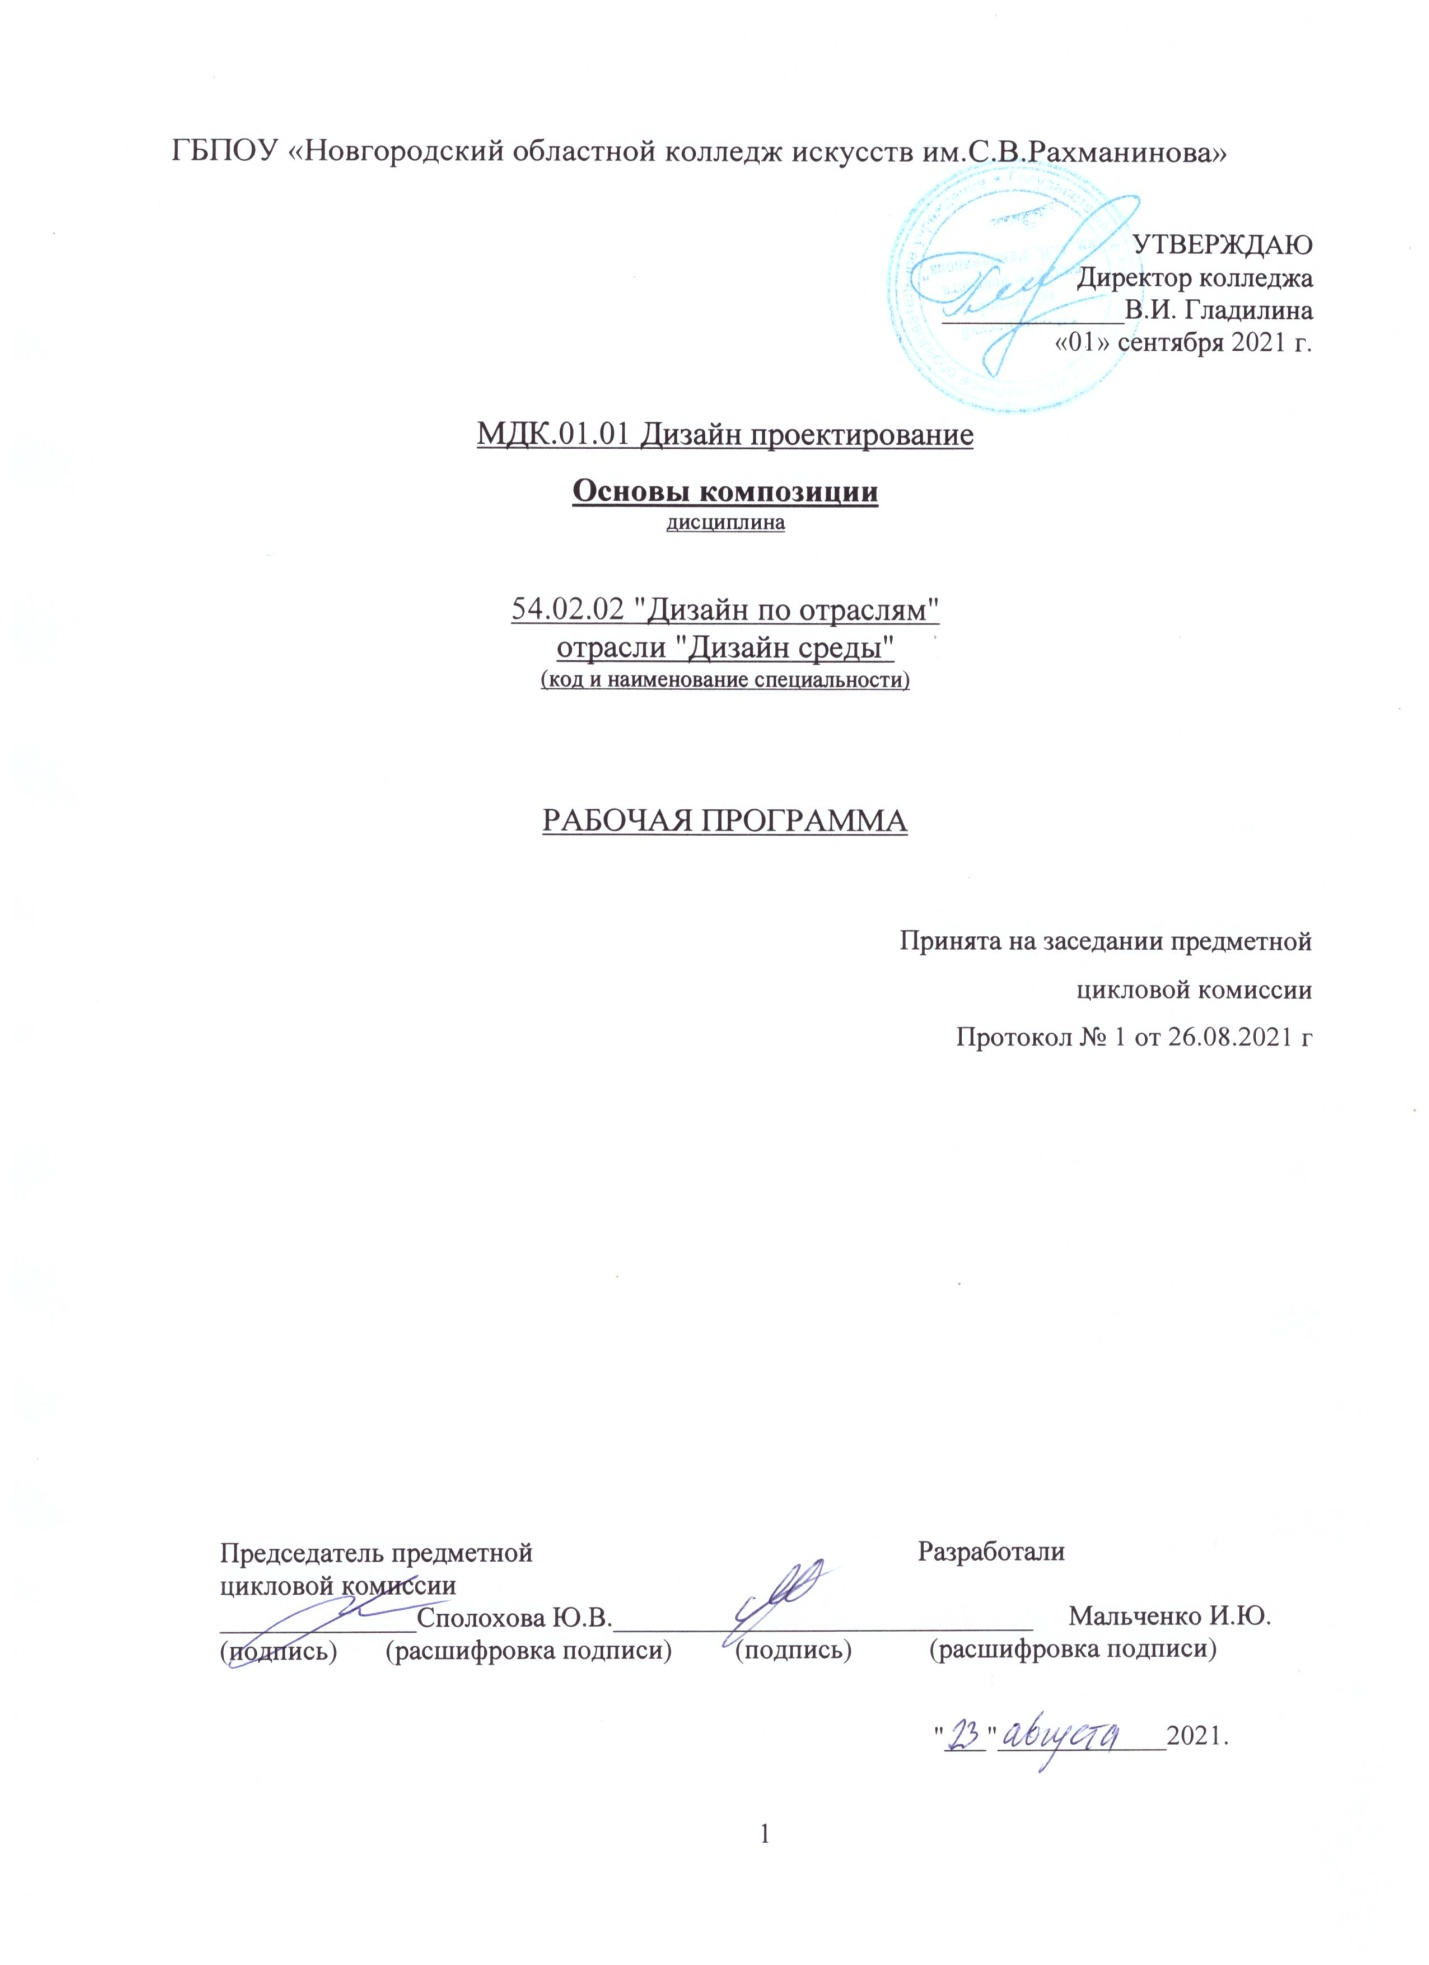 ГБПОУ «Новгородский областной колледж искусств им.С.В.Рахманинова»
УТВЕРЖДАЮ
Директор колледжа
_____________В.И. Гладилина
«01» сентября 2021 г.
МДК.01.01 Дизайн проектирование
Основы композиции
дисциплина
54.02.02 "Дизайн по отраслям"
отрасли "Дизайн среды"
(код и наименование специальности)
РАБОЧАЯ ПРОГРАММА
Принята на заседании предметной
цикловой комиссии
Протокол № 1 от 26.08.2021 г
Председатель предметной Разработали
цикловой комиссии
______________Сполохова Ю.В.______________________________ Мальченко И.Ю.
(подпись) (расшифровка подписи) (подпись) (расшифровка подписи)
"23" августа 2021.
1